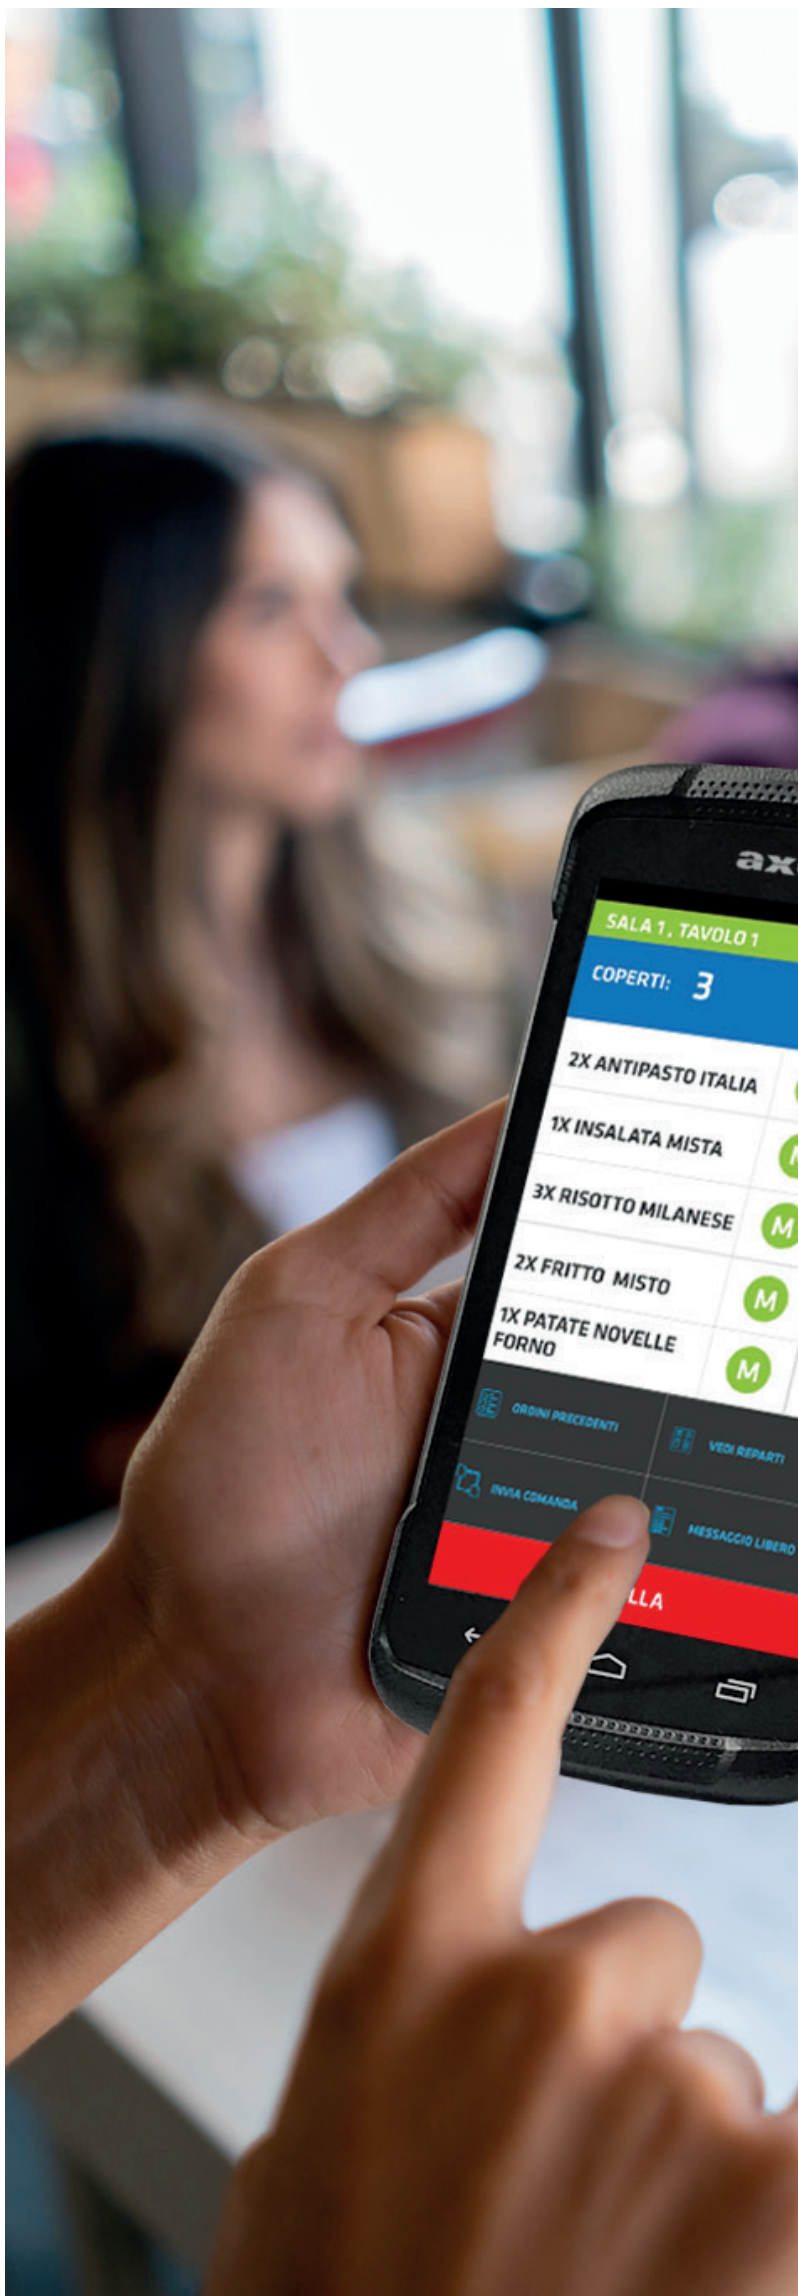 SALA 1, TAVOLO 1
COPERTI: 3
2X ANTIPASTO ITALIA
1X INSALATA MISTA
3X RISOTTO MILANESE M
2X FRITTO MISTO M
1X PATATE NOVELLE
FORNO M
ORDINI PRECEDENTI
VEDI REPARTI
INVIA COMANDA
MESSAGGIO LIBERO